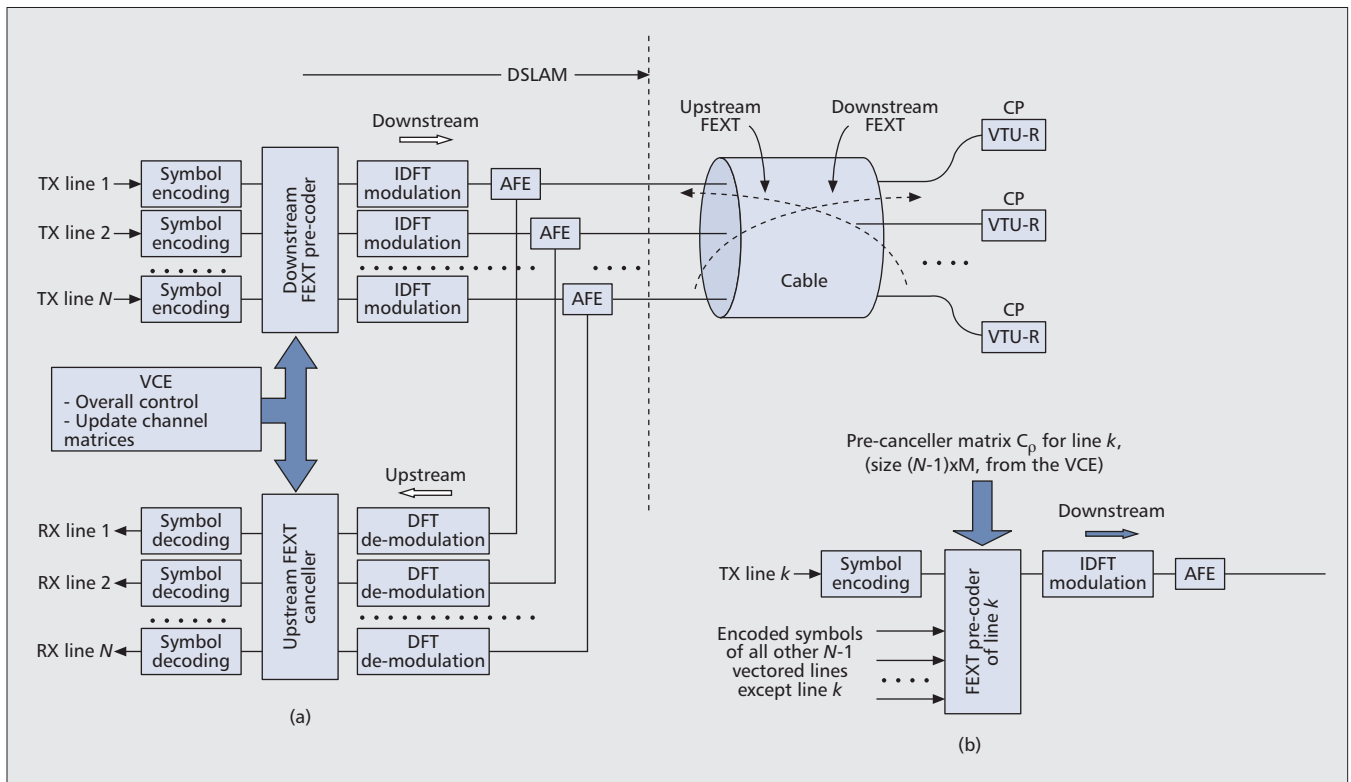 DSLAM
Downstream
Upstream
FEXT
Downstream
FEXT
CP
VTU-R
CP
VTU-R
CP
VTU-R
TX line 1
Symbol
encoding
TX line 2
Symbol
encoding
TX line N
Symbol
encoding
Downstream
FEXT pre-coder
IDFT
modulation
IDFT
modulation
IDFT
modulation
AFE
AFE
AFE
Cable
VCE
- Overall control
- Update channel
matrices
Upstream
RX line 1
Symbol
decoding
RX line 2
Symbol
decoding
RX line N
Symbol
decoding
Upstream FEXT
canceller
DFT
de-modulation
DFT
de-modulation
DFT
de-modulation
(a)
Pre-canceller matrix Cρ for line k,
(size (N-1)xM, from the VCE)
Downstream
TX line k
Symbol
encoding
FEXT pre-coder
of line k
IDFT
modulation
AFE
Encoded symbols
of all other N-1
vectored lines
except line k
(b)